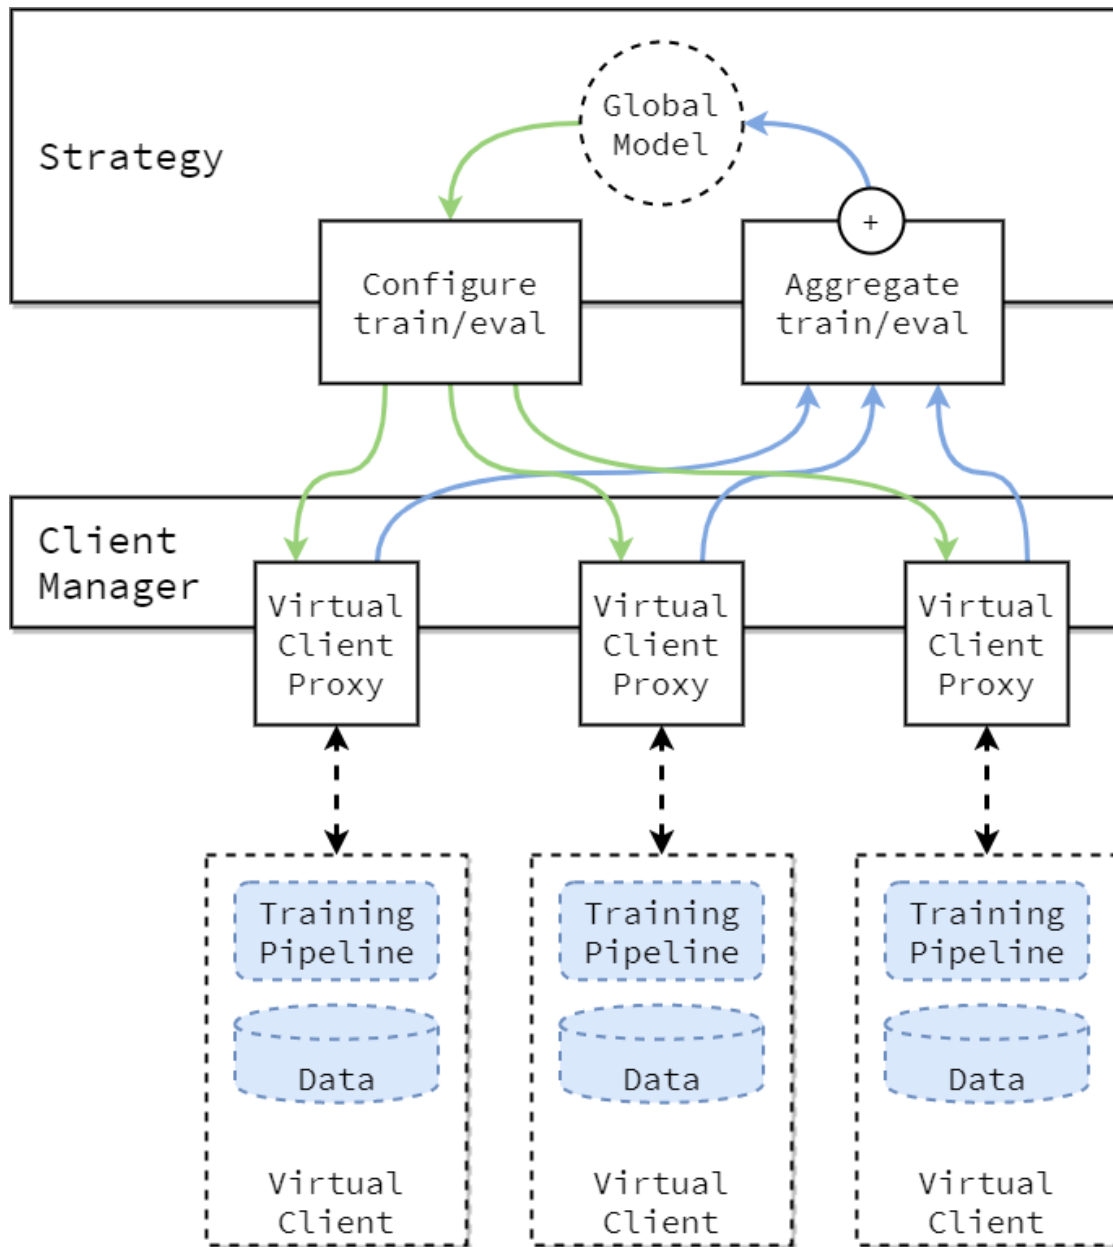 Global
Model
Strategy
+
Configure
train/eval
Aggregate
train/eval
Client
Manager
Virtual
Client
Proxy
Virtual
Client
Proxy
Virtual
Client
Proxy
Training
Pipeline
Data
Virtual
Client
Training
Pipeline
Data
Virtual
Client
Training
Pipeline
Data
Virtual
Client